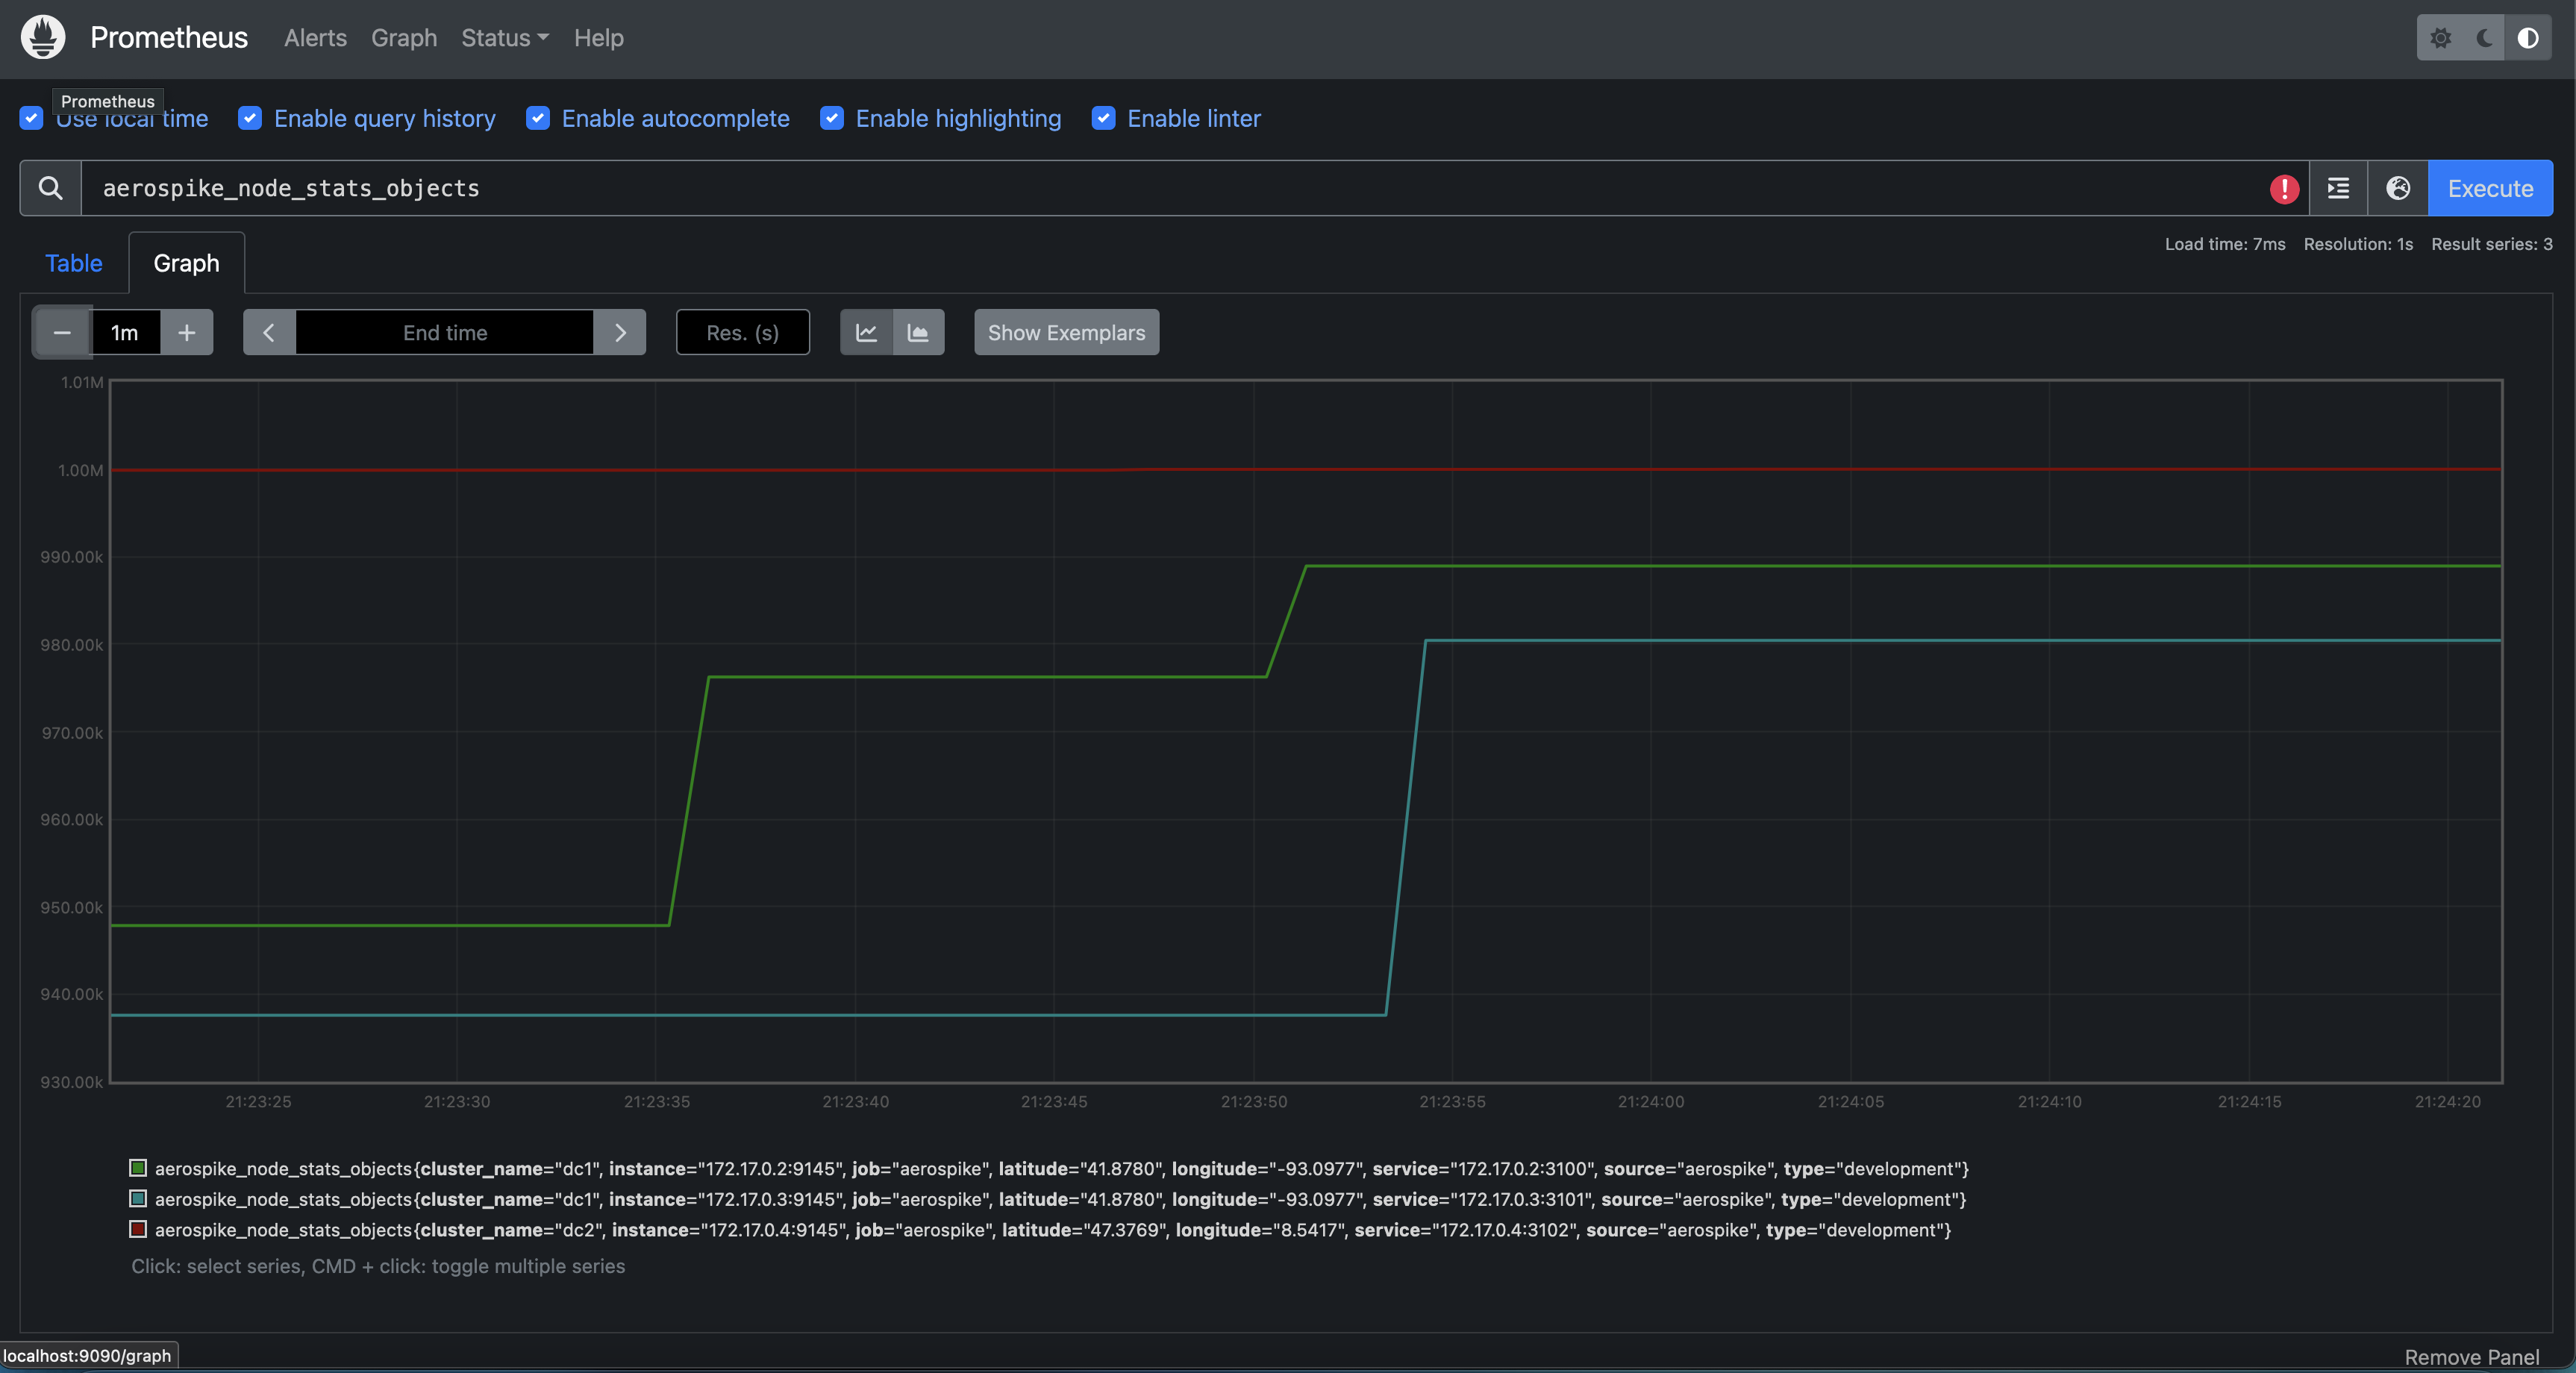 Prometheus Alerts Graph Status Help
Prometheus
Use local time Enable query history Enable autocomplete Enable highlighting Enable linter
aerospike_node_stats_objects Execute
Load time: 7ms Resolution: 1s Result series: 3
Table Graph
1m End time Res. (s) Show Exemplars
1.01M
1.00M
990.00k
980.00k
970.00k
960.00k
950.00k
940.00k
930.00k
21:23:25 21:23:30 21:23:35 21:23:40 21:23:45 21:23:50 21:23:55 21:24:00 21:24:05 21:24:10 21:24:15 21:24:20
aerospike_node_stats_objects{cluster_name="dc1", instance="172.17.0.2:9145", job="aerospike", latitude="41.8780", longitude="-93.0977", service="172.17.0.2:3100", source="aerospike", type="development"}
aerospike_node_stats_objects{cluster_name="dc1", instance="172.17.0.3:9145", job="aerospike", latitude="41.8780", longitude="-93.0977", service="172.17.0.3:3101", source="aerospike", type="development"}
aerospike_node_stats_objects{cluster_name="dc2", instance="172.17.0.4:9145", job="aerospike", latitude="47.3769", longitude="8.5417", service="172.17.0.4:3102", source="aerospike", type="development"}
Click: select series, CMD + click: toggle multiple series
localhost:9090/graph
Remove Panel